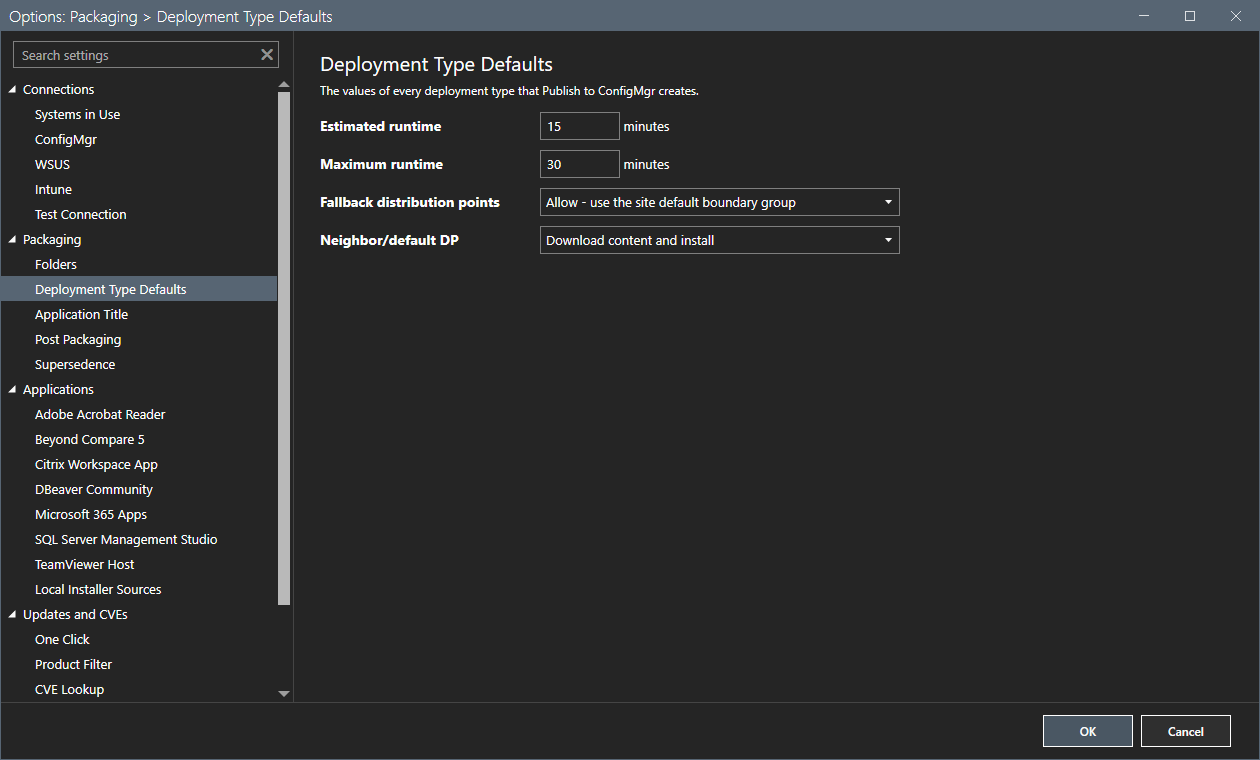 Options: Packaging > Deployment Type Defaults
Search settings
Connections
Systems in Use
ConfigMgr
WSUS
Intune
Test Connection
Packaging
Folders
Deployment Type Defaults
Application Title
Post Packaging
Supersedence
Applications
Adobe Acrobat Reader
Beyond Compare 5
Citrix Workspace App
DBeaver Community
Microsoft 365 Apps
SQL Server Management Studio
TeamViewer Host
Local Installer Sources
Updates and CVEs
One Click
Product Filter
CVE Lookup
Deployment Type Defaults
The values of every deployment type that Publish to ConfigMgr creates.
Estimated runtime 15 minutes
Maximum runtime 30 minutes
Fallback distribution points Allow - use the site default boundary group
Neighbor/default DP Download content and install
OK Cancel